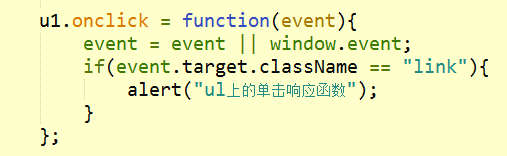 u1.onclick = function(event){
event = event || window.event;
if(event.target.className == "link"){
alert("ul上的单击响应函数");
}
};